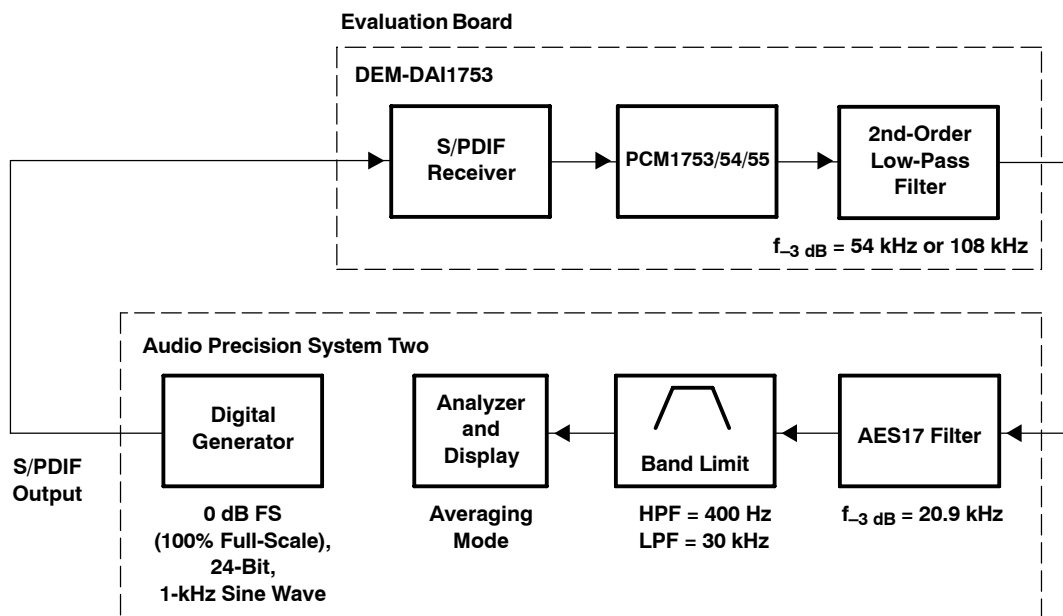 Evaluation Board
DEM-DAI1753
S/PDIF
Receiver
PCM1753/54/55
2nd-Order
Low-Pass
Filter
f–3 dB = 54 kHz or 108 kHz
Audio Precision System Two
Digital
Generator
Analyzer
and
Display
Band Limit
AES17 Filter
S/PDIF
Output
0 dB FS
(100% Full-Scale),
24-Bit,
1-kHz Sine Wave
Averaging
Mode
HPF = 400 Hz
LPF = 30 kHz
f–3 dB = 20.9 kHz